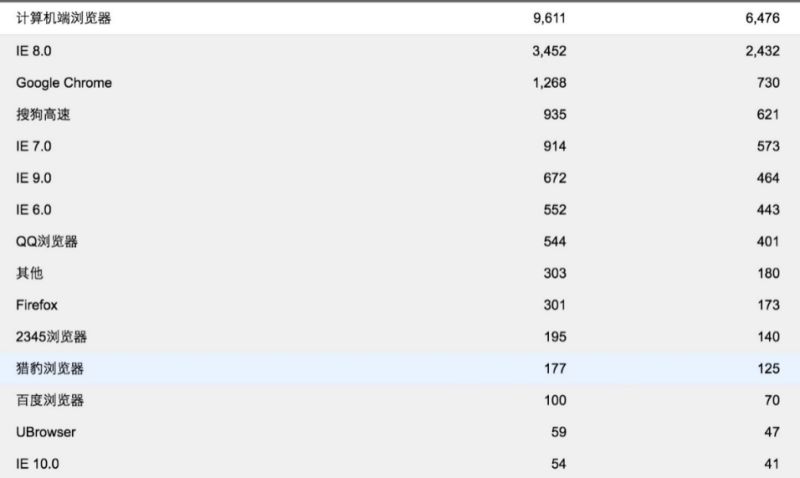 计算机端浏览器 9,611 6,476
IE 8.0 3,452 2,432
Google Chrome 1,268 730
搜狗高速 935 621
IE 7.0 914 573
IE 9.0 672 464
IE 6.0 552 443
QQ浏览器 544 401
其他 303 180
Firefox 301 173
2345浏览器 195 140
猎豹浏览器 177 125
百度浏览器 100 70
UBrowser 59 47
IE 10.0 54 41